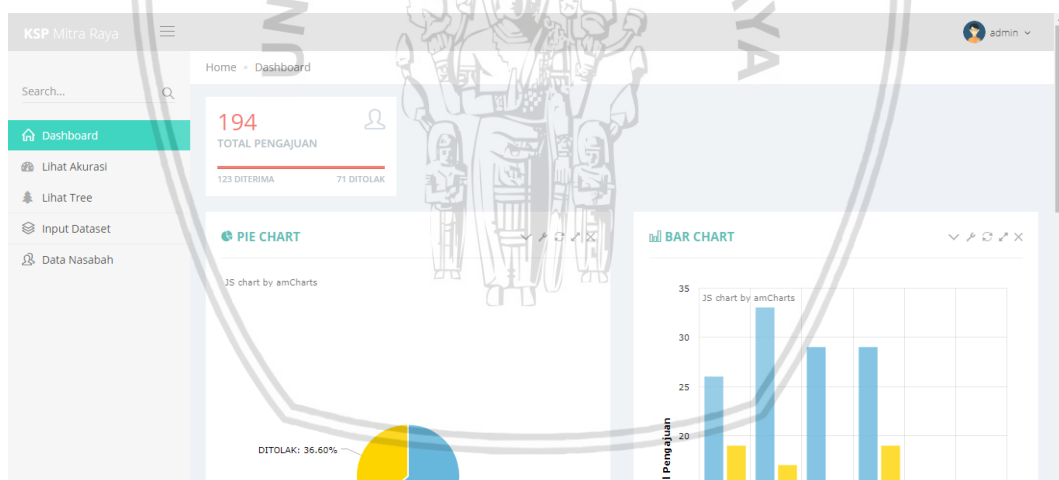 KSP Mitra Raya
admin
Home Dashboard
Search...
Dashboard
Lihat Akurasi
Lihat Tree
Input Dataset
Data Nasabah
194
TOTAL PENGAJUAN
123 DITERIMA 71 DITOLAK
PIE CHART
JS chart by amCharts
DITOLAK: 36.60%
BAR CHART
JS chart by amCharts
35
30
25
20
Pengajuan